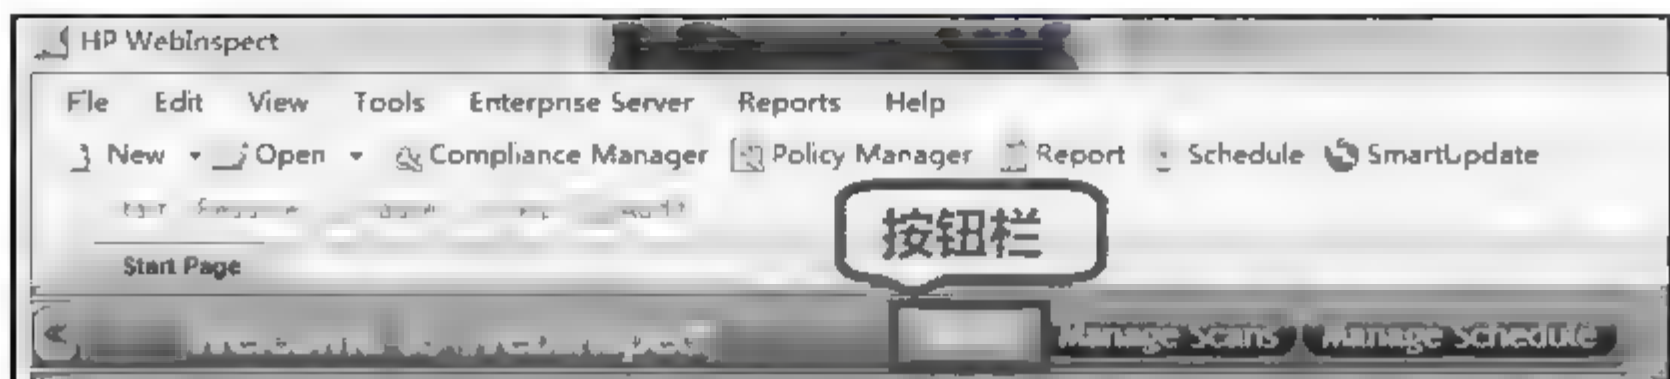 HP WebInspect
File Edit View Tools Enterprise Server Reports Help
New Open Compliance Manager Policy Manager Report Schedule SmartUpdate
按钮栏
Start Page
Manage Scans Manage Schedule